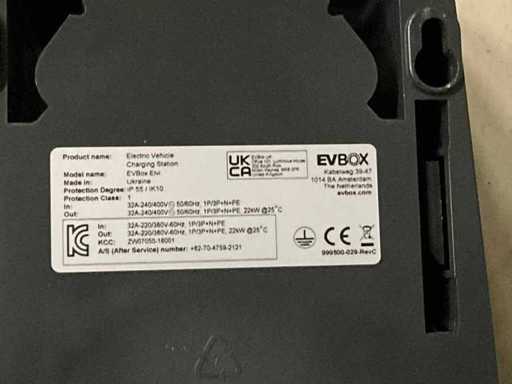 Product name: Electric Vehicle Charging Station
Model name: EVBox Elvi
Made in: Ukraine
Protection Degree: IP 55 / IK10
Protection Class: 1
In: 32A-240/400V 50/60Hz, 1P/3P+N+PE
Out: 32A-240/400V 50/60Hz, 1P/3P+N+PE, 22kW @25°C
UK
CA
EVBox UK
EVBOX
Kabelweg 39-47
1014 BA Amsterdam
The Netherlands
evbox.com
In: 32A-220/380V-60Hz, 1P/3P+N+PE
Out: 32A-220/380V-60Hz, 1P/3P+N+PE, 22kW @25°C
KCC: ZW07050-18001
A/S (After Service) number: +82-70-4759-2121
CE
999500-029-RevC